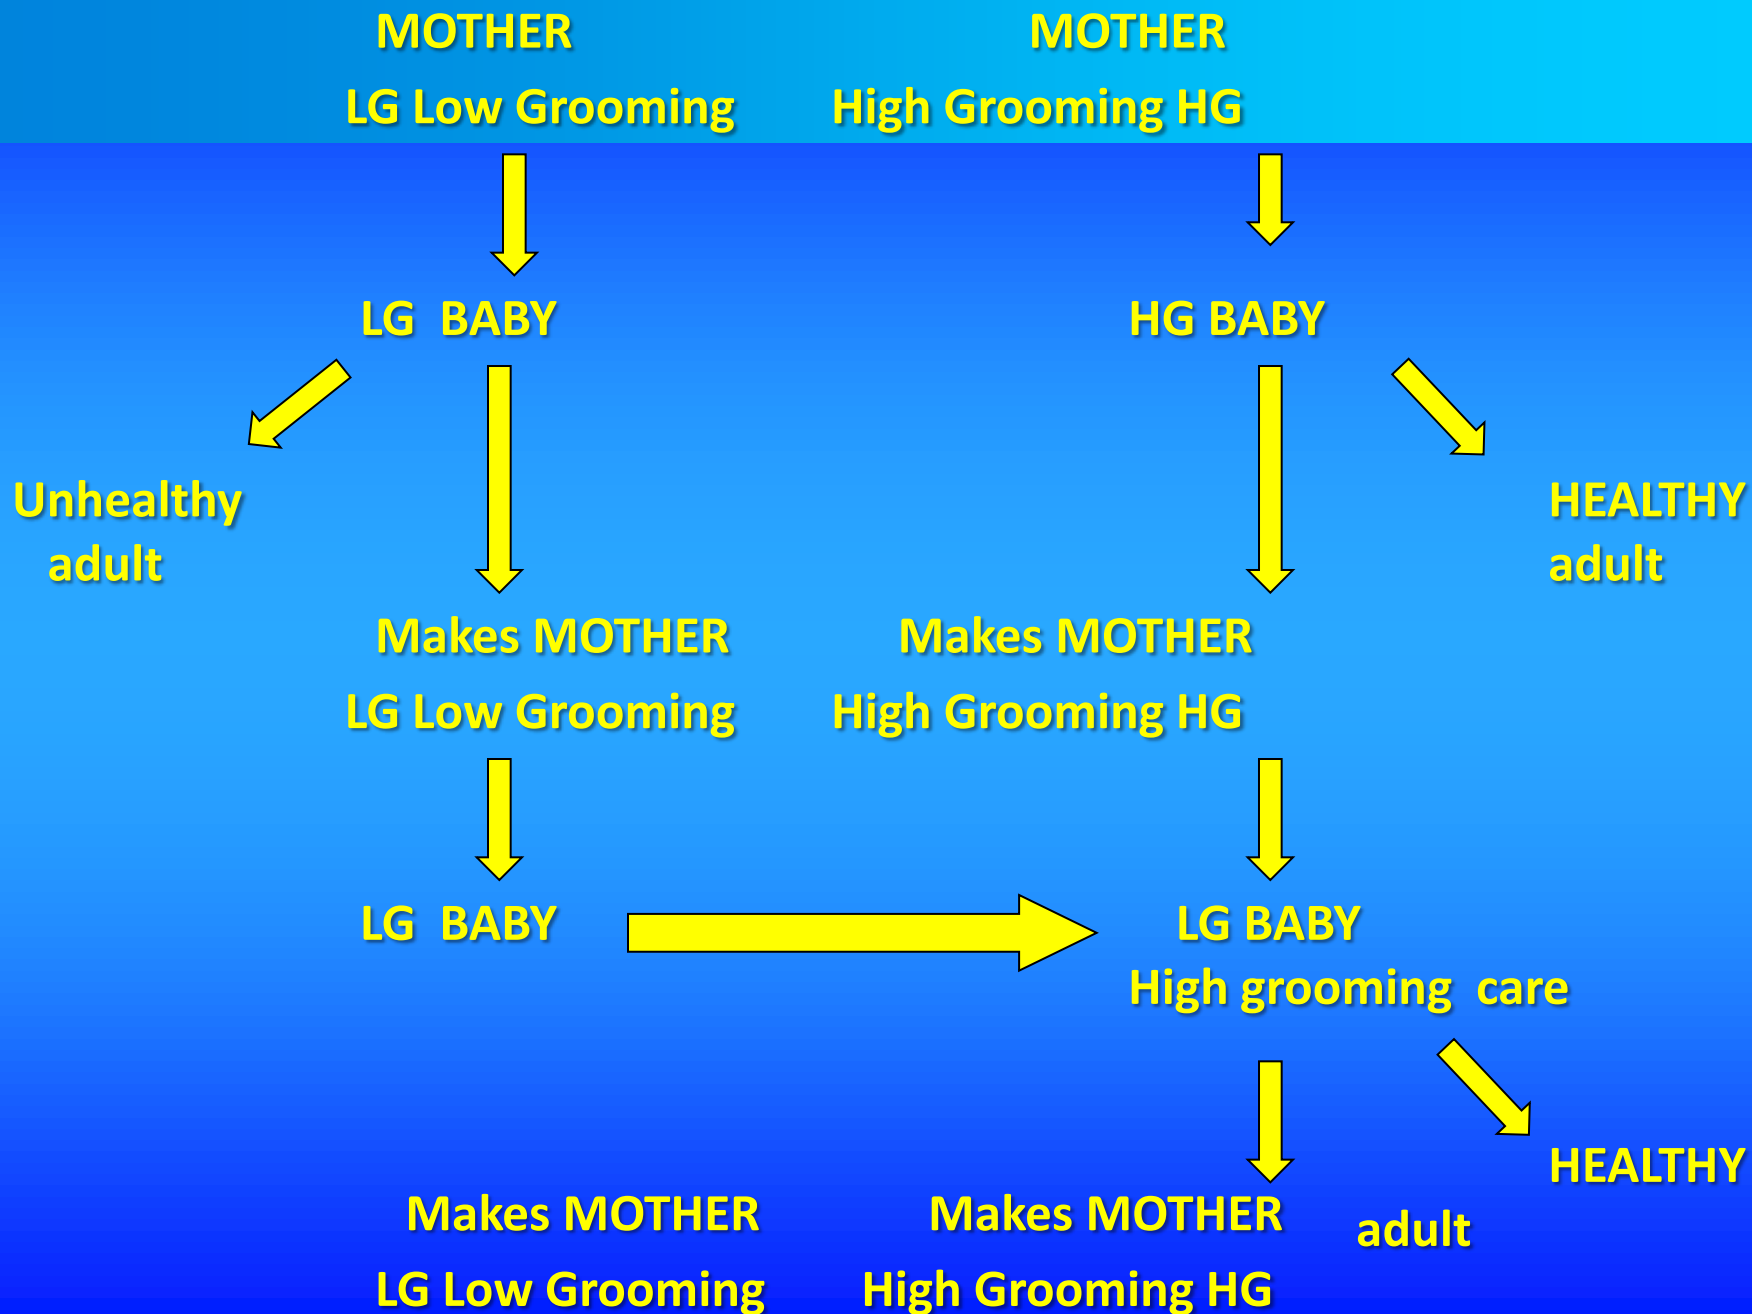 MOTHER MOTHER
LG Low Grooming High Grooming HG
LG BABY HG BABY
Unhealthy HEALTHY
adult adult
Makes MOTHER Makes MOTHER
LG Low Grooming High Grooming HG
LG BABY LG BABY
High grooming care
HEALTHY
Makes MOTHER Makes MOTHER adult
LG Low Grooming High Grooming HG